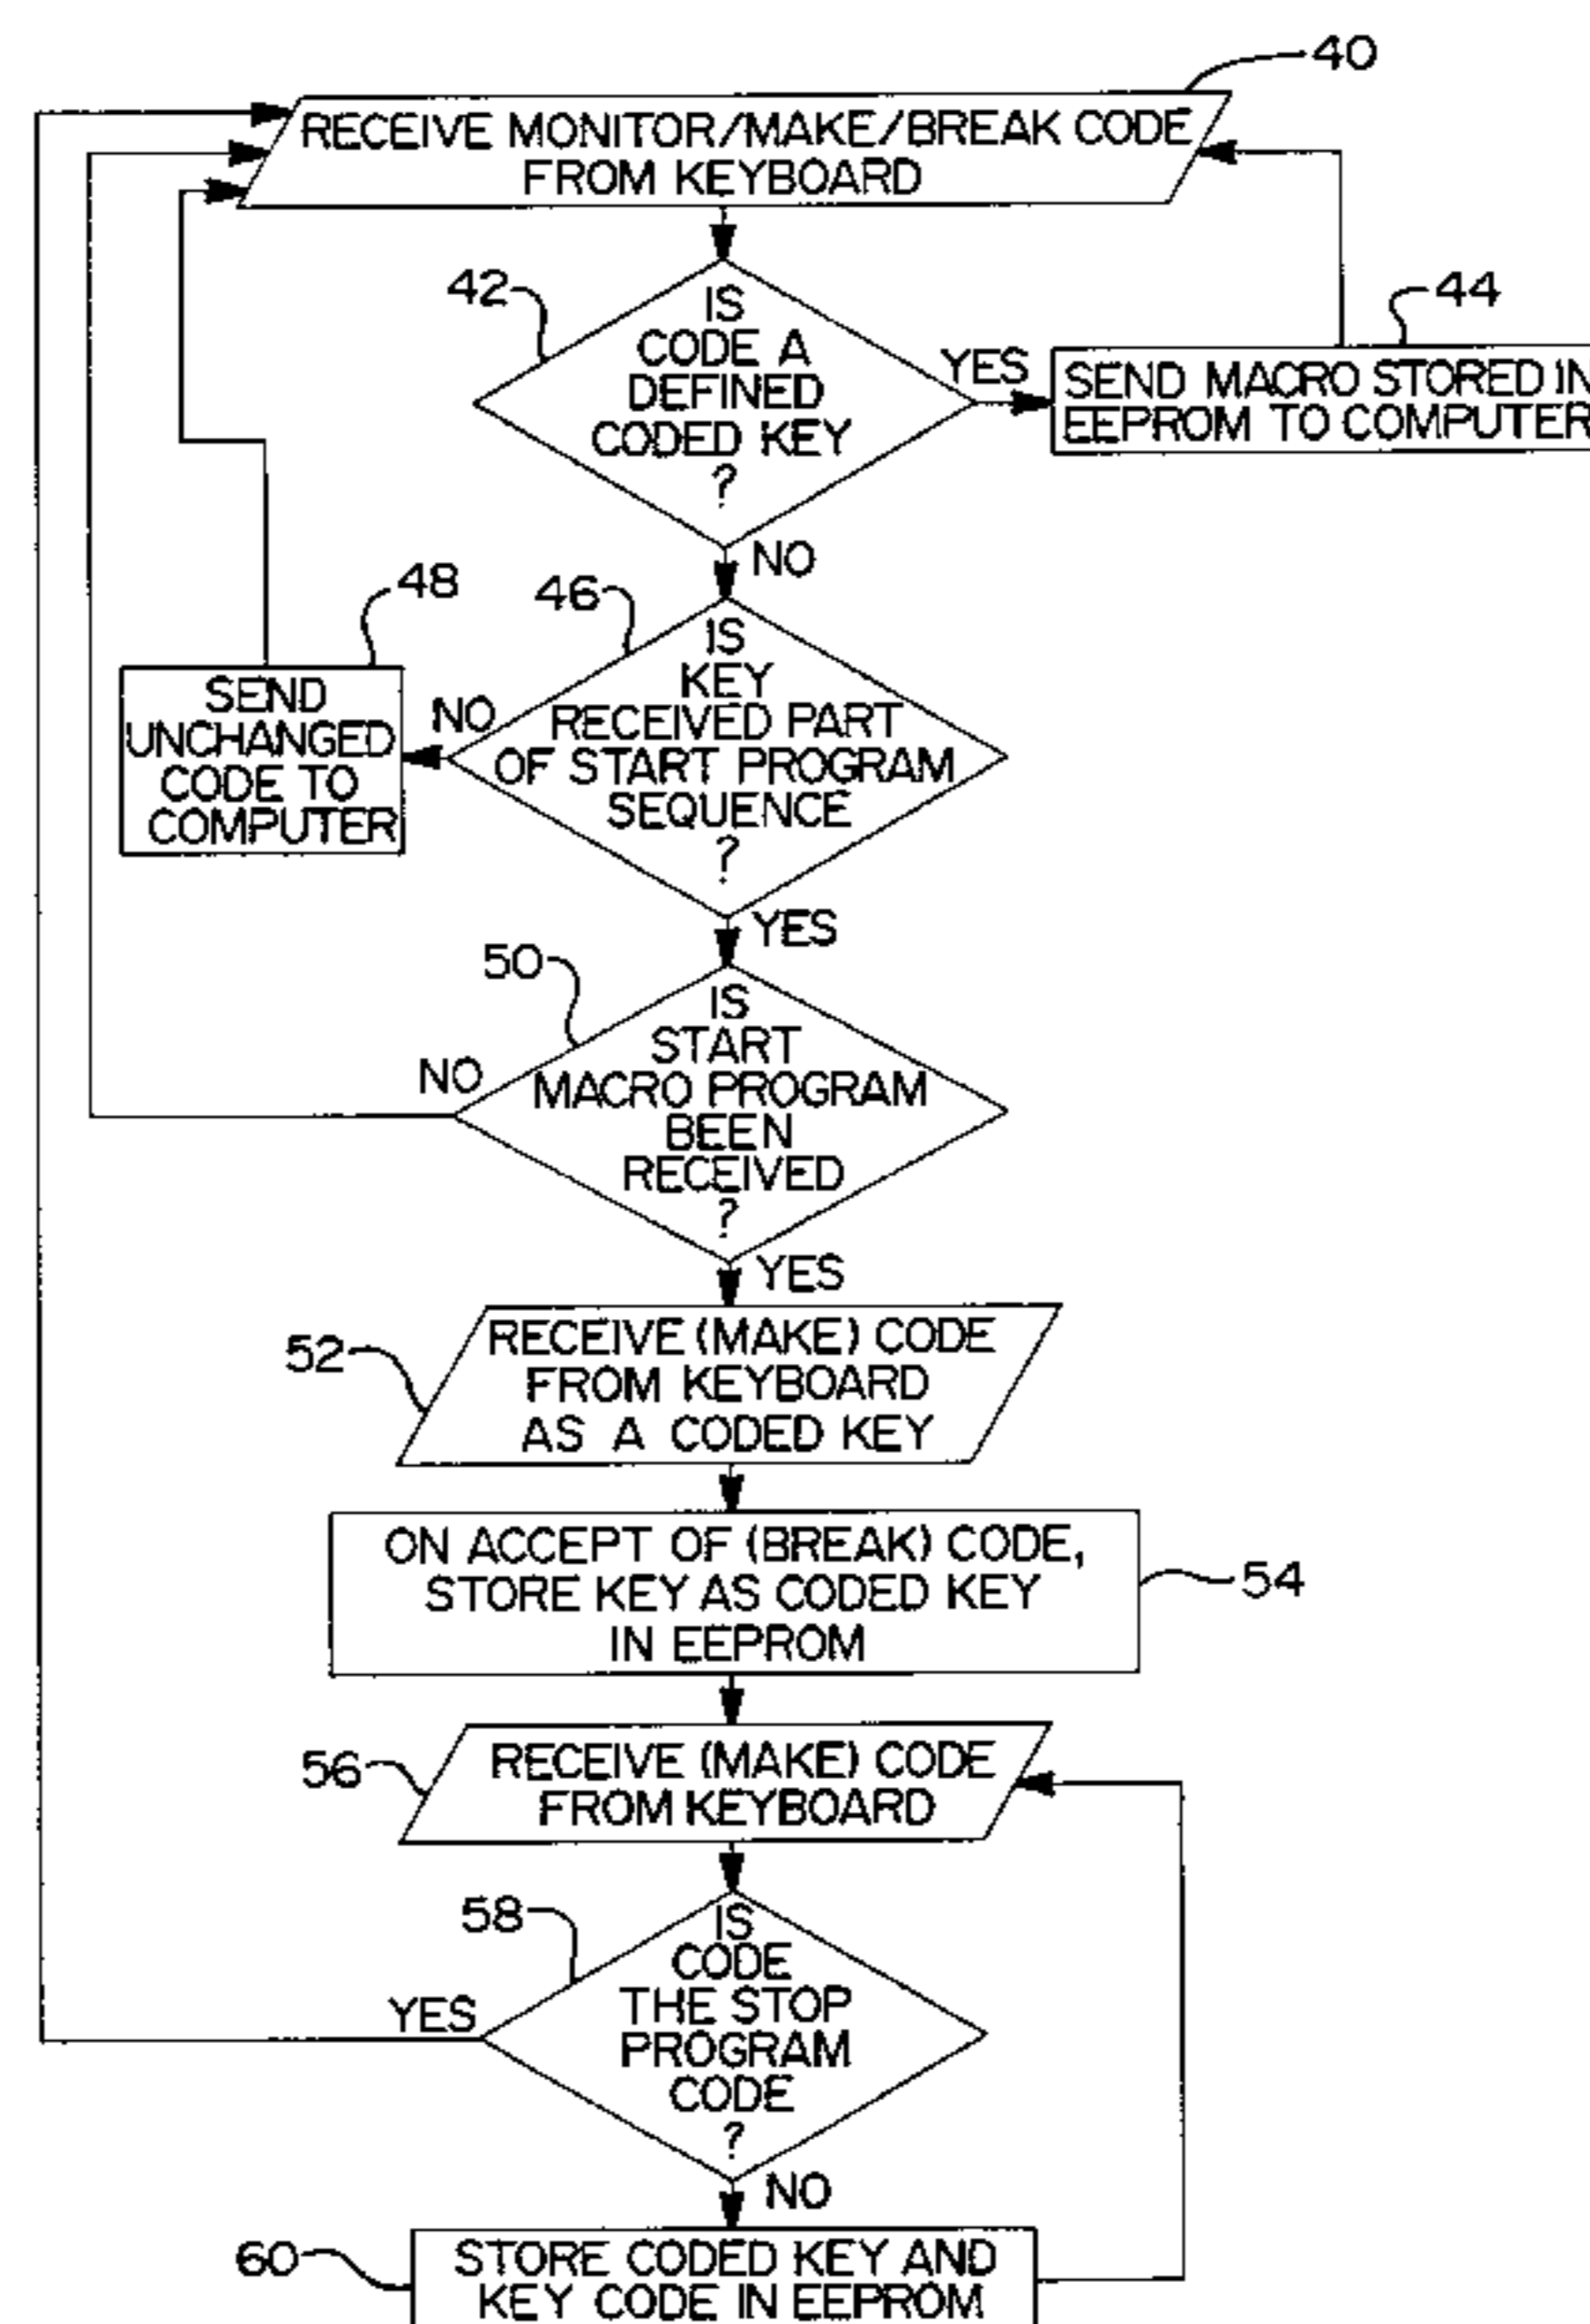 40
RECEIVE MONITOR/MAKE/BREAK CODE
FROM KEYBOARD
42
IS
CODE A
DEFINED
CODED KEY
?
YES
44
SEND MACRO STORED IN
EEPROM TO COMPUTER
NO
46
IS
KEY
RECEIVED PART
OF START PROGRAM
SEQUENCE
?
NO
48
SEND
UNCHANGED
CODE TO
COMPUTER
YES
50
IS
START
MACRO PROGRAM
BEEN
RECEIVED
?
NO
YES
52
RECEIVE (MAKE) CODE
FROM KEYBOARD
AS A CODED KEY
ON ACCEPT OF (BREAK) CODE,
STORE KEY AS CODED KEY
IN EEPROM
54
56
RECEIVE (MAKE) CODE
FROM KEYBOARD
58
IS
CODE
THE STOP
PROGRAM
CODE
?
YES
NO
60
STORE CODED KEY AND
KEY CODE IN EEPROM